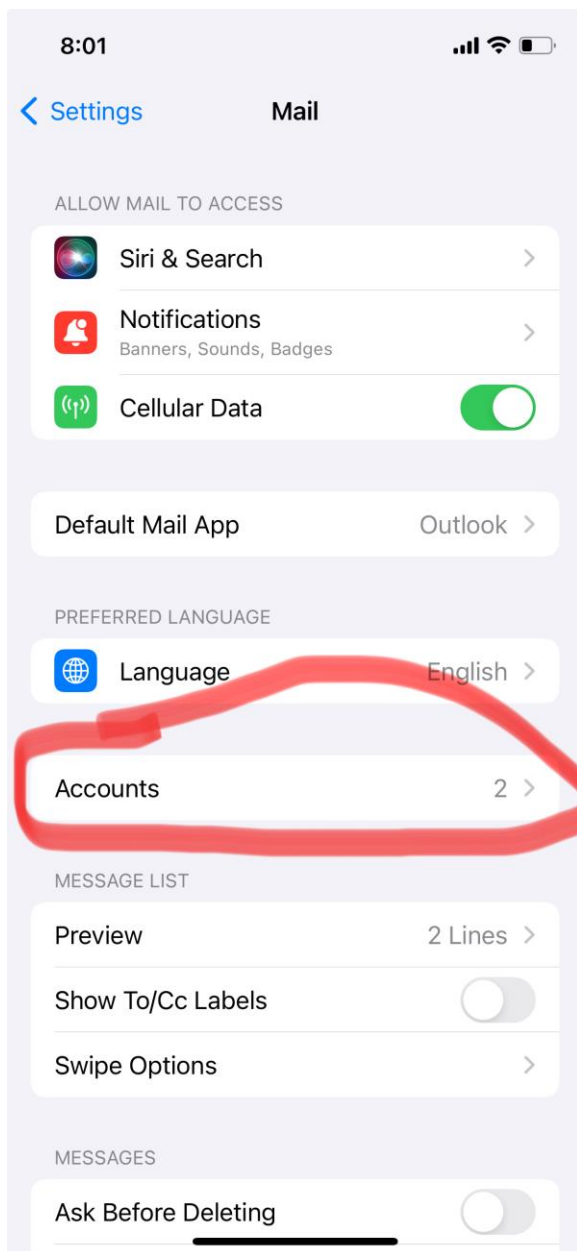 8:01
Settings
Mail
ALLOW MAIL TO ACCESS
Siri & Search
Notifications
Banners, Sounds, Badges
Cellular Data
Default Mail App
Outlook
PREFERRED LANGUAGE
Language
English
Accounts
2
MESSAGE LIST
Preview
2 Lines
Show To/Cc Labels
Swipe Options
MESSAGES
Ask Before Deleting